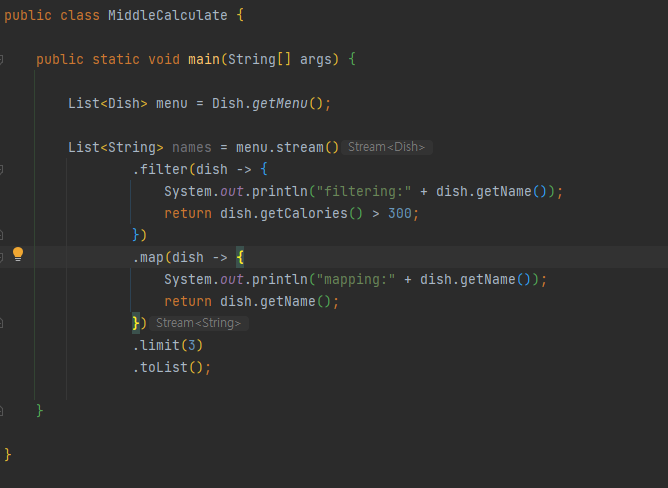 public class MiddleCalculate {
public static void main(String[] args) {
List<Dish> menu = Dish.getMenu();
List<String> names = menu.stream() Stream<Dish>
.filter(dish -> {
System.out.println("filtering:" + dish.getName());
return dish.getCalories() > 300;
})
.map(dish -> {
System.out.println("mapping:" + dish.getName());
return dish.getName();
}) Stream<String>
.limit(3)
.toList();
}
}